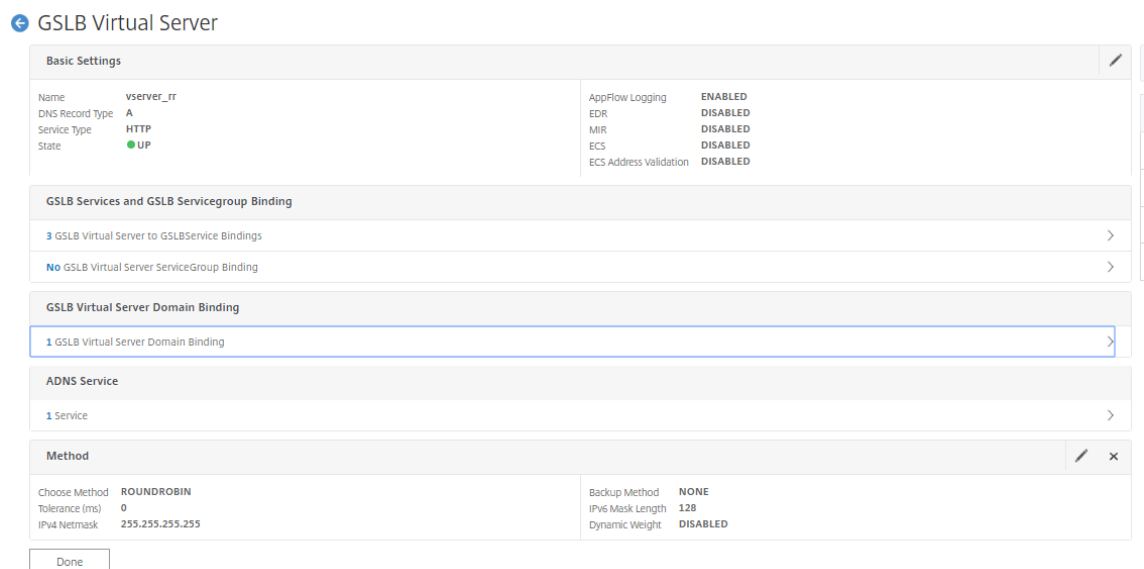 GSLB Virtual Server
Basic Settings
Name vserver_rr
DNS Record Type A
Service Type HTTP
State UP
AppFlow Logging ENABLED
EDR DISABLED
MIR DISABLED
ECS DISABLED
ECS Address Validation DISABLED
GSLB Services and GSLB Servicegroup Binding
3 GSLB Virtual Server to GSLBService Bindings
No GSLB Virtual Server ServiceGroup Binding
GSLB Virtual Server Domain Binding
1 GSLB Virtual Server Domain Binding
ADNS Service
1 Service
Method
Choose Method ROUNDROBIN
Tolerance (ms) 0
IPv4 Netmask 255.255.255.255
Backup Method NONE
IPv6 Mask Length 128
Dynamic Weight DISABLED
Done